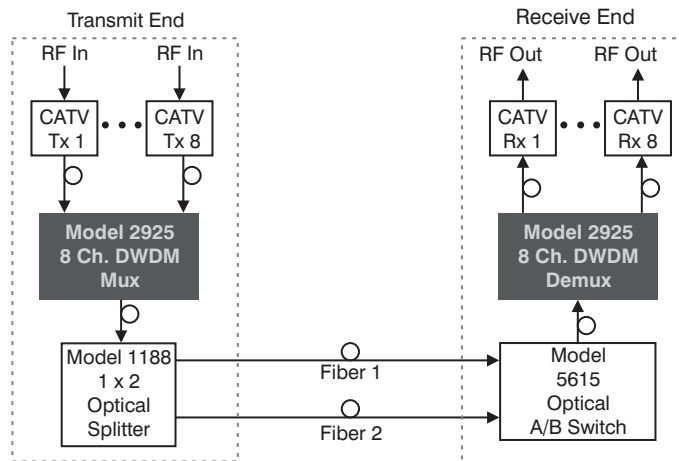 Transmit End
Receive End
RF In
RF In
RF Out
RF Out
CATV
Tx 1
CATV
Tx 8
CATV
Rx 1
CATV
Rx 8
Model 2925
8 Ch. DWDM
Mux
Model 2925
8 Ch. DWDM
Demux
Model 1188
1 x 2
Optical
Splitter
Fiber 1
Fiber 2
Model
5615
Optical
A/B Switch